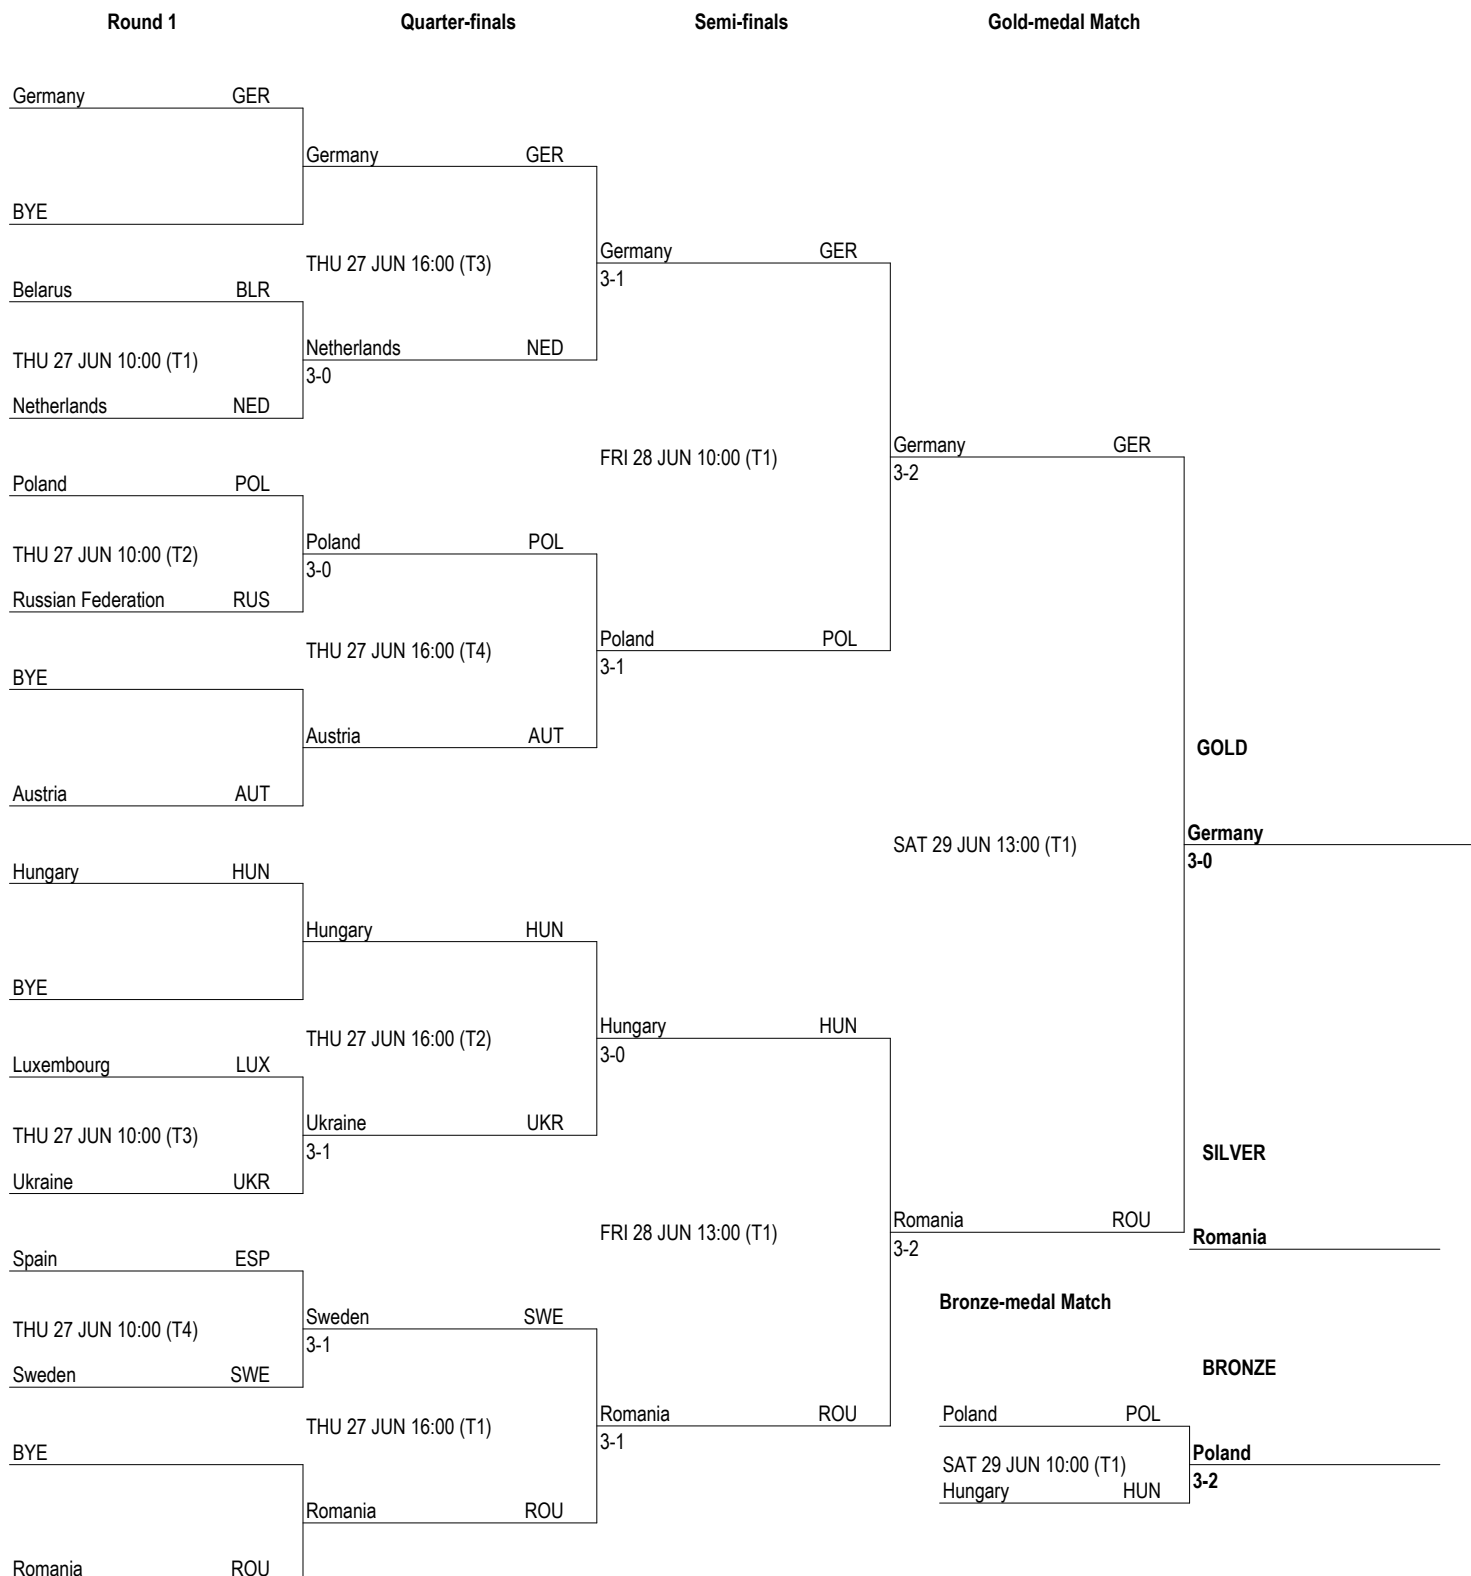 Round 1 Quarter-finals Semi-finals Gold-medal Match
Germany GER
Germany GER
BYE
Germany GER
THU 27 JUN 16:00 (T3)
3-1
Belarus BLR
Netherlands NED
THU 27 JUN 10:00 (T1)
3-0
Netherlands NED
Germany GER
FRI 28 JUN 10:00 (T1)
3-2
Poland POL
Poland POL
THU 27 JUN 10:00 (T2)
3-0
Russian Federation RUS
Poland POL
THU 27 JUN 16:00 (T4)
3-1
BYE
Austria AUT
GOLD
Austria AUT
Germany
SAT 29 JUN 13:00 (T1)
3-0
Hungary HUN
Hungary HUN
BYE
Hungary HUN
THU 27 JUN 16:00 (T2)
3-0
Luxembourg LUX
Ukraine UKR
THU 27 JUN 10:00 (T3)
3-1
SILVER
Ukraine UKR
Romania ROU
FRI 28 JUN 13:00 (T1)
Romania
3-2
Spain ESP
Bronze-medal Match
Sweden SWE
THU 27 JUN 10:00 (T4)
3-1
BRONZE
Sweden SWE
Romania ROU
Poland POL
THU 27 JUN 16:00 (T1)
3-1
BYE
Poland
SAT 29 JUN 10:00 (T1)
3-2
Hungary HUN
Romania ROU
Romania ROU